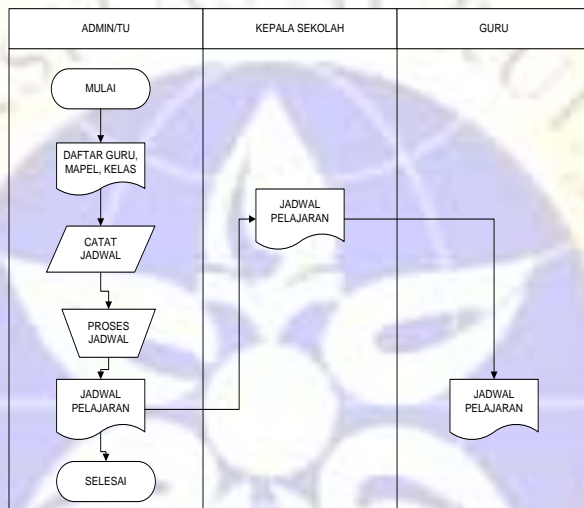 ADMIN/TU
KEPALA SEKOLAH
GURU
MULAI
DAFTAR GURU,
MAPEL, KELAS
CATAT
JADWAL
PROSES
JADWAL
JADWAL
PELAJARAN
SELESAI
JADWAL
PELAJARAN
JADWAL
PELAJARAN